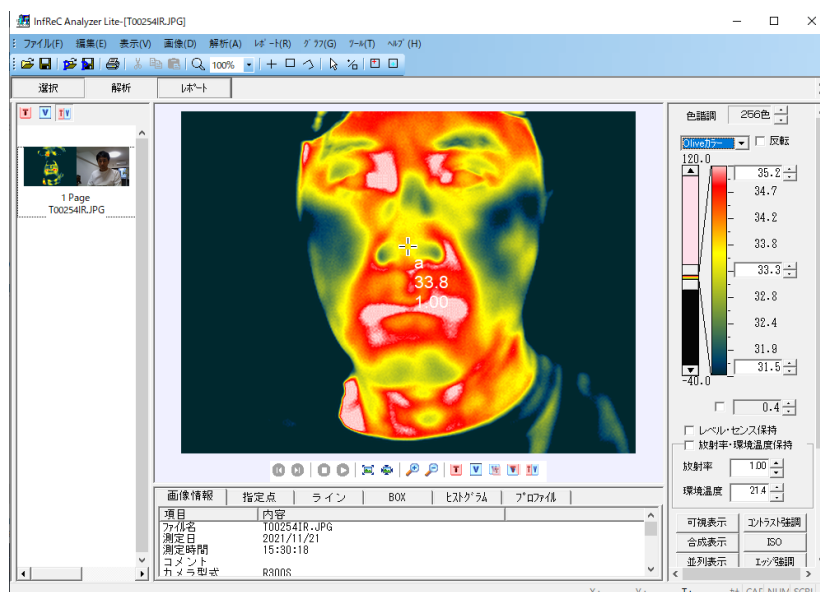 InfReC Analyzer Lite-[T00254IR.JPG]
ファイル(F) 編集(E) 表示(V) 画像(D) 解析(A) ﾚﾎﾟｰﾄ(R) ｸﾞﾗﾌ(G) ﾂｰﾙ(T) ﾍﾙﾌﾟ(H)
100%
選択 解析 ﾚﾎﾟｰﾄ
T V TV
1 Page
T00254IR.JPG
a
33.8
1.00
色諧調 256色
Oliveｶﾗｰ 反転
120.0
35.2
34.7
34.2
33.8
33.3
32.8
32.4
31.9
31.5
-40.0
0.4
レベル・センス保持
放射率・環境温度保持
放射率 1.00
環境温度 21.4
可視表示 ｺﾝﾄﾗｽﾄ強調
合成表示 ISO
並列表示 ｴｯｼﾞ強調
画像情報 指定点 ライン BOX ﾋｽﾄｸﾞﾗﾑ ﾌﾟﾛﾌｧｲﾙ
項目 内容
ﾌｧｲﾙ名 T00254IR.JPG
測定日 2021/11/21
測定時間 15:30:18
コメント
カメラ型式 R300S
CAP NUM SCRL